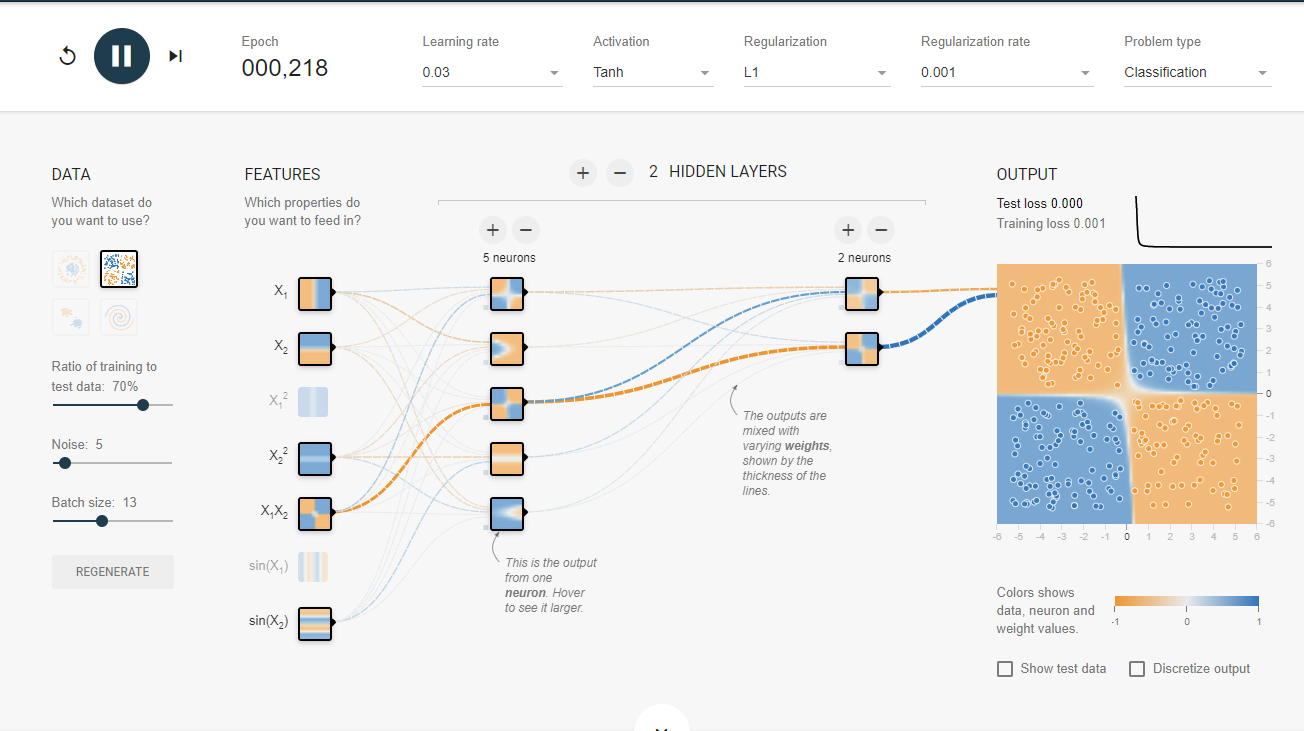 Epoch
000,218
Learning rate
0.03
Activation
Tanh
Regularization
L1
Regularization rate
0.001
Problem type
Classification
DATA
Which dataset do
you want to use?
Ratio of training to
test data: 70%
Noise: 5
Batch size: 13
REGENERATE
FEATURES
Which properties do
you want to feed in?
X₁
X₂
X₁²
X₂²
X₁X₂
sin(X₁)
sin(X₂)
+ − 2 HIDDEN LAYERS
+ −
5 neurons
+ −
2 neurons
The outputs are
mixed with
varying weights,
shown by the
thickness of the
lines.
This is the output
from one
neuron. Hover
to see it larger.
OUTPUT
Test loss 0.000
Training loss 0.001
6
5
4
3
2
1
0
-1
-2
-3
-4
-5
-6
-6 -5 -4 -3 -2 -1 0 1 2 3 4 5 6
Colors shows
data, neuron and
weight values.
-1 0 1
Show test data
Discretize output